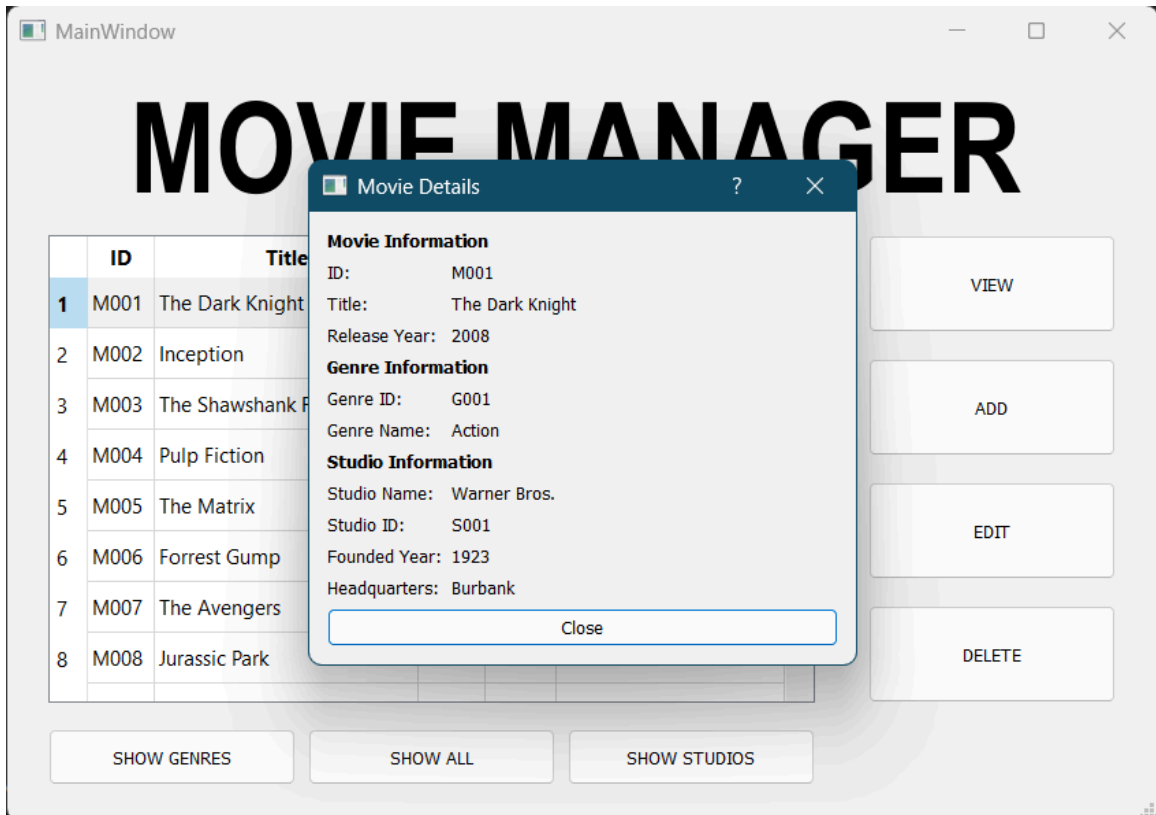 MainWindow
MOVIE MANAGER
Movie Details
?
Movie Information
ID: M001
Title: The Dark Knight
Release Year: 2008
Genre Information
Genre ID: G001
Genre Name: Action
Studio Information
Studio Name: Warner Bros.
Studio ID: S001
Founded Year: 1923
Headquarters: Burbank
Close
ID Title
1 M001 The Dark Knight
2 M002 Inception
3 M003 The Shawshank
4 M004 Pulp Fiction
5 M005 The Matrix
6 M006 Forrest Gump
7 M007 The Avengers
8 M008 Jurassic Park
VIEW
ADD
EDIT
DELETE
SHOW GENRES SHOW ALL SHOW STUDIOS